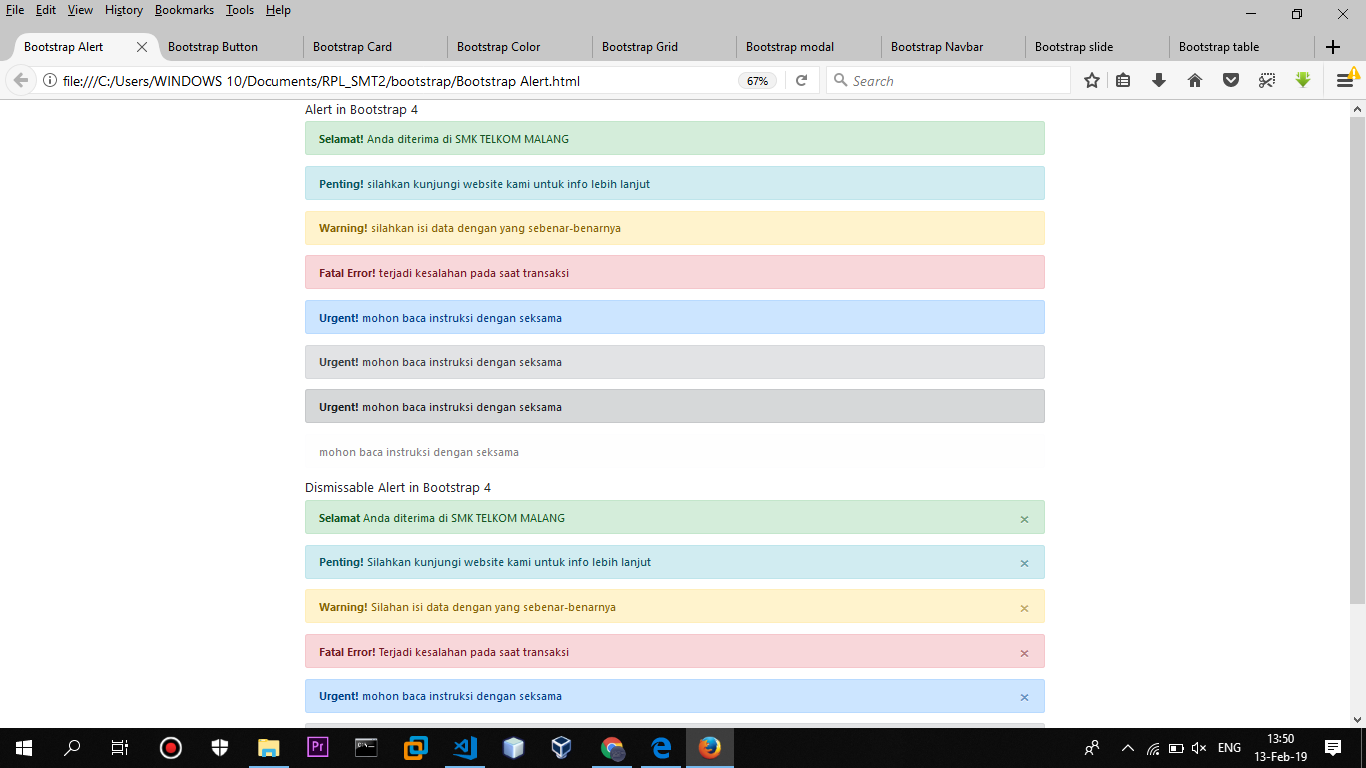 File Edit View History Bookmarks Tools Help
Bootstrap Alert
Bootstrap Button
Bootstrap Card
Bootstrap Color
Bootstrap Grid
Bootstrap modal
Bootstrap Navbar
Bootstrap slide
Bootstrap table
file:///C:/Users/WINDOWS 10/Documents/RPL_SMT2/bootstrap/Bootstrap Alert.html
67%
Search
Alert in Bootstrap 4
Selamat! Anda diterima di SMK TELKOM MALANG
Penting! silahkan kunjungi website kami untuk info lebih lanjut
Warning! silahkan isi data dengan yang sebenar-benarnya
Fatal Error! terjadi kesalahan pada saat transaksi
Urgent! mohon baca instruksi dengan seksama
Urgent! mohon baca instruksi dengan seksama
Urgent! mohon baca instruksi dengan seksama
mohon baca instruksi dengan seksama
Dismissable Alert in Bootstrap 4
Selamat Anda diterima di SMK TELKOM MALANG ×
Penting! Silahkan kunjungi website kami untuk info lebih lanjut ×
Warning! Silahan isi data dengan yang sebenar-benarnya ×
Fatal Error! Terjadi kesalahan pada saat transaksi ×
Urgent! mohon baca instruksi dengan seksama ×
Pr
ENG
13:50
13-Feb-19